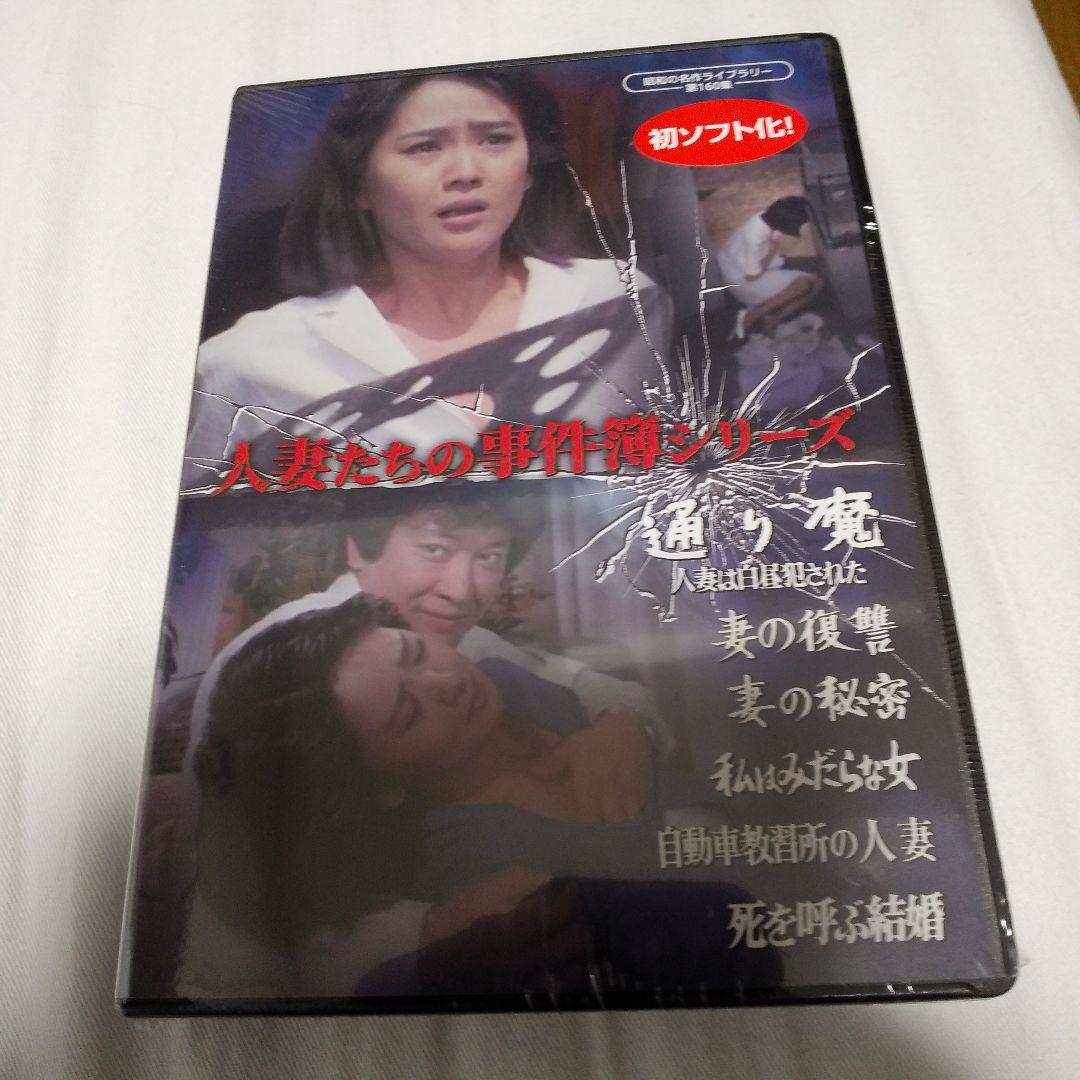 昭和の名作ライブラリー
第160集
初ソフト化!
人妻たちの事件簿シリーズ
通り魔
人妻は白昼犯された
妻の復讐
妻の秘密
私はみだらな女
自動車教習所の人妻
死を呼ぶ結婚